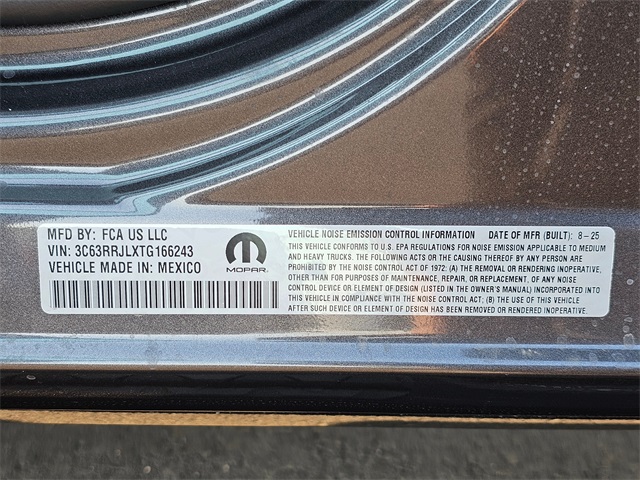 MFD BY: FCA US LLC
VIN: 3C63RRJLXTG166243
VEHICLE MADE IN: MEXICO
MOPAR
VEHICLE NOISE EMISSION CONTROL INFORMATION DATE OF MFR (BUILT): 8-25
THIS VEHICLE CONFORMS TO U.S. EPA REGULATIONS FOR NOISE EMISSION APPLICABLE TO MEDIUM
AND HEAVY TRUCKS. THE FOLLOWING ACTS OR THE CAUSING THEREOF BY ANY PERSON ARE
PROHIBITED BY THE NOISE CONTROL ACT OF 1972: (A) THE REMOVAL OR RENDERING INOPERATIVE,
OTHER THAN FOR PURPOSES OF MAINTENANCE, REPAIR, OR REPLACEMENT, OF ANY NOISE
CONTROL DEVICE OR ELEMENT OF DESIGN (LISTED IN THE OWNER'S MANUAL) INCORPORATED INTO
THIS VEHICLE IN COMPLIANCE WITH THE NOISE CONTROL ACT; (B) THE USE OF THIS VEHICLE
AFTER SUCH DEVICE OR ELEMENT OF DESIGN HAS BEEN REMOVED OR RENDERED INOPERATIVE.